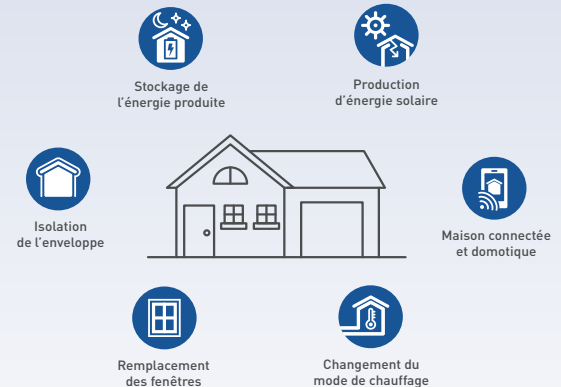 Stockage de
l'énergie produite
Production
d'énergie solaire
Isolation
de l'enveloppe
Maison connectée
et domotique
Remplacement
des fenêtres
Changement du
mode de chauffage